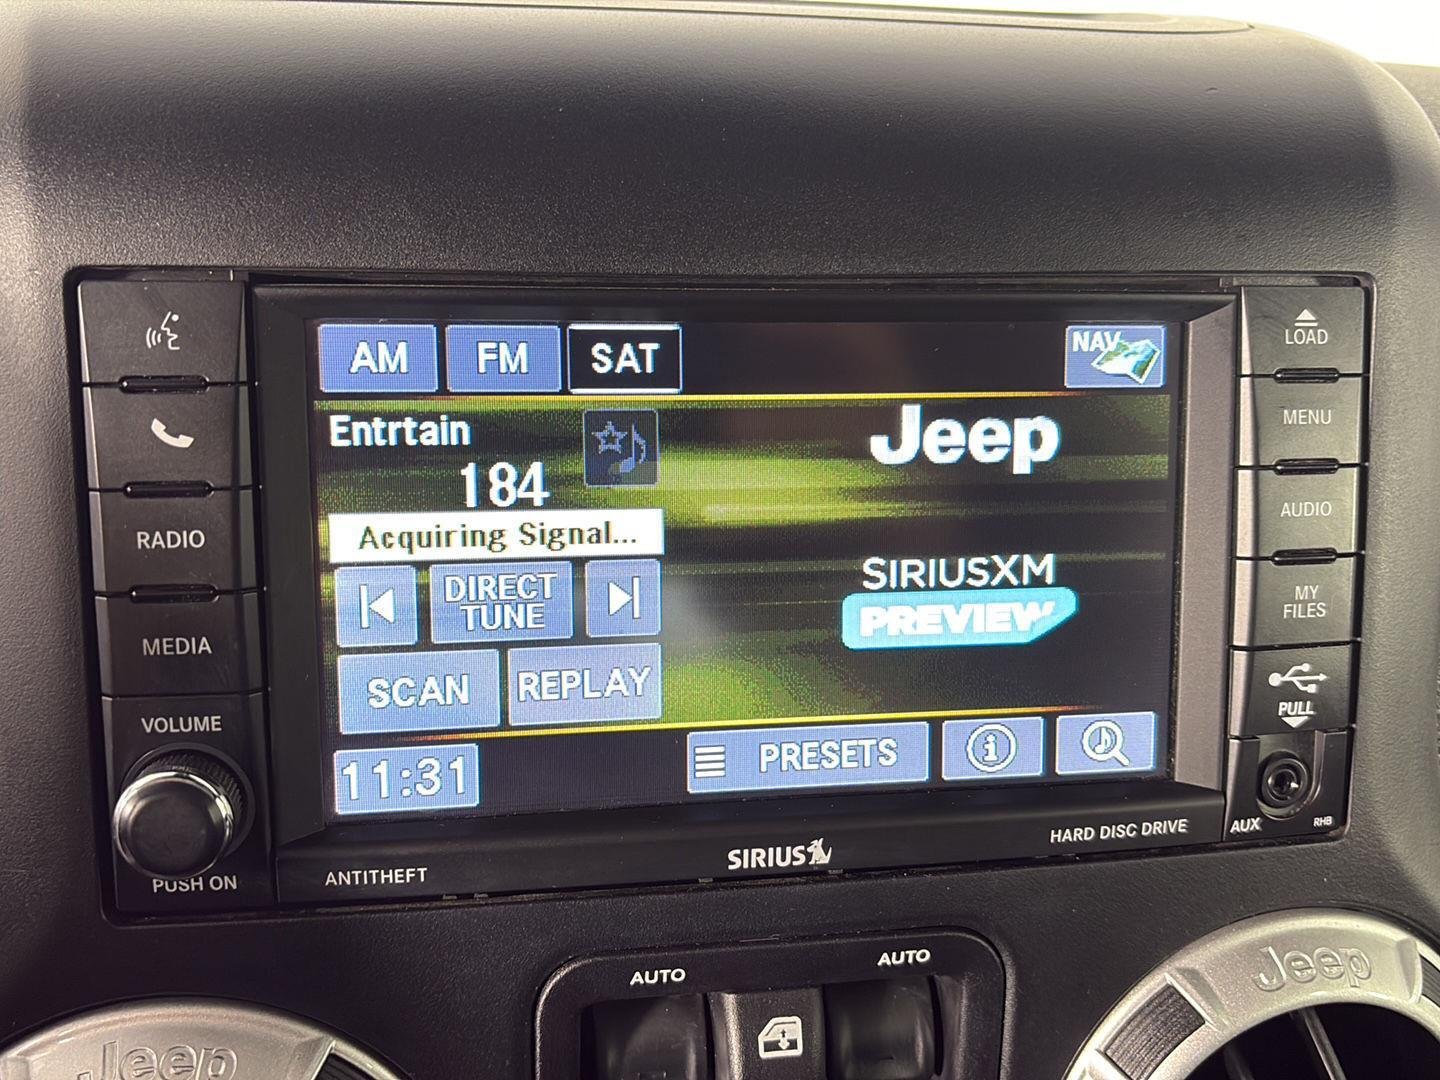 AM FM SAT NAV
Entrtain
184
Acquiring Signal...
DIRECT
TUNE
SCAN REPLAY
11:31
Jeep
SIRIUSXM
PREVIEW
PRESETS
i
RADIO
MEDIA
VOLUME
PUSH ON
LOAD
MENU
AUDIO
MY
FILES
PULL
AUX RHB
ANTITHEFT
SIRIUS
HARD DISC DRIVE
AUTO AUTO
Jeep
Jeep